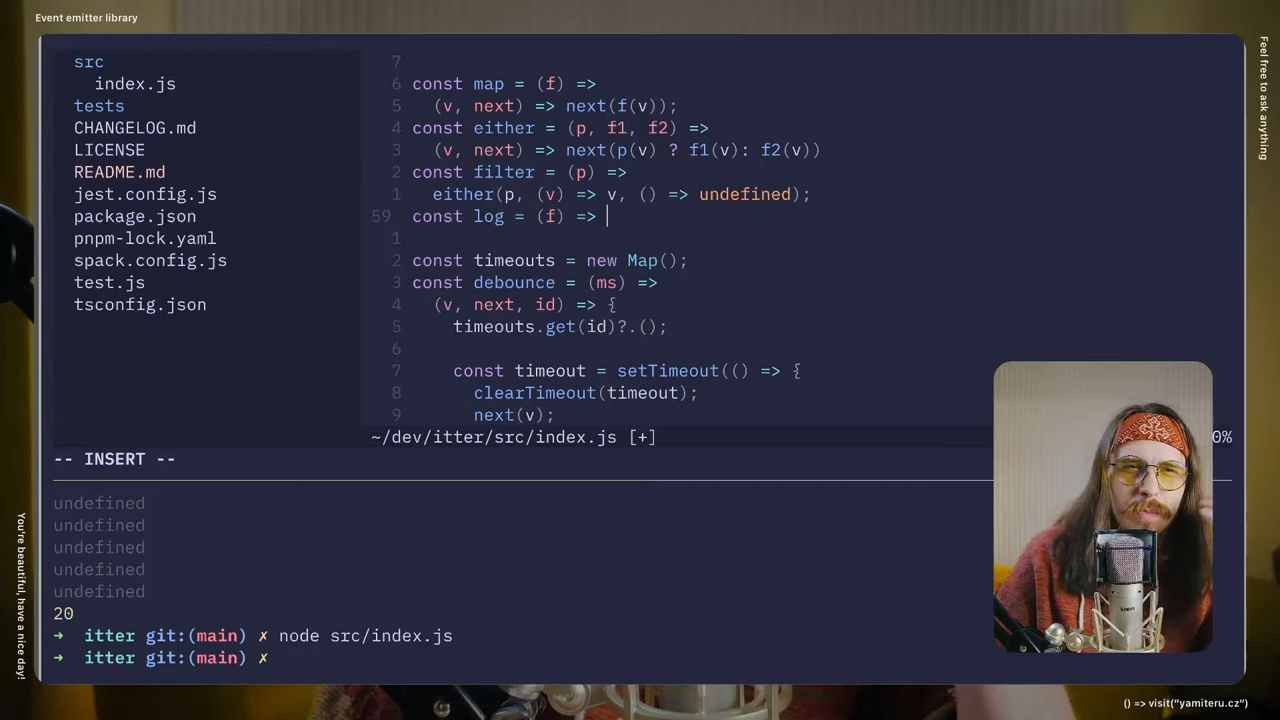 Event emitter library
Feel free to ask anything
You're beautiful, have a nice day!
src
index.js
tests
CHANGELOG.md
LICENSE
README.md
jest.config.js
package.json
pnpm-lock.yaml
spack.config.js
test.js
tsconfig.json
7
6 const map = (f) =>
5 (v, next) => next(f(v));
4 const either = (p, f1, f2) =>
3 (v, next) => next(p(v) ? f1(v): f2(v))
2 const filter = (p) =>
1 either(p, (v) => v, () => undefined);
59 const log = (f) =>
1
2 const timeouts = new Map();
3 const debounce = (ms) =>
4 (v, next, id) => {
5 timeouts.get(id)?.();
6
7 const timeout = setTimeout(() => {
8 clearTimeout(timeout);
9 next(v);
~/dev/itter/src/index.js [+] 0%
-- INSERT --
undefined
undefined
undefined
undefined
undefined
20
➜ itter git:(main) ✗ node src/index.js
➜ itter git:(main) ✗
() => visit("yamiteru.cz")